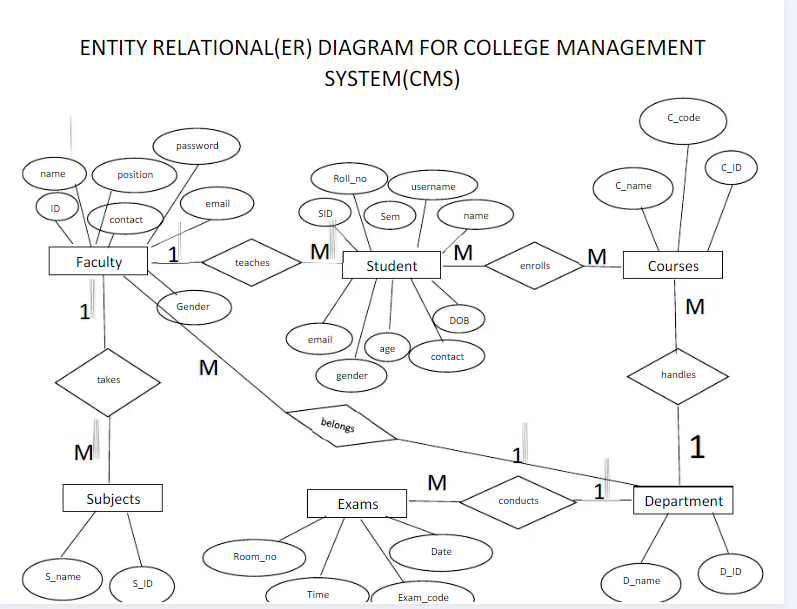 ENTITY RELATIONAL(ER) DIAGRAM FOR COLLEGE MANAGEMENT
SYSTEM(CMS)
C_code
password
name
position
Roll_no
username
C_name
C_ID
ID
contact
email
SID
Sem
name
1
M
M
M
Faculty
teaches
Student
enrolls
Courses
Gender
1
M
DOB
email
age
contact
M
gender
takes
handles
belongs
M
1
1
M
1
Subjects
Exams
conducts
Department
Room_no
Date
S_name
S_ID
Time
Exam_code
D_name
D_ID